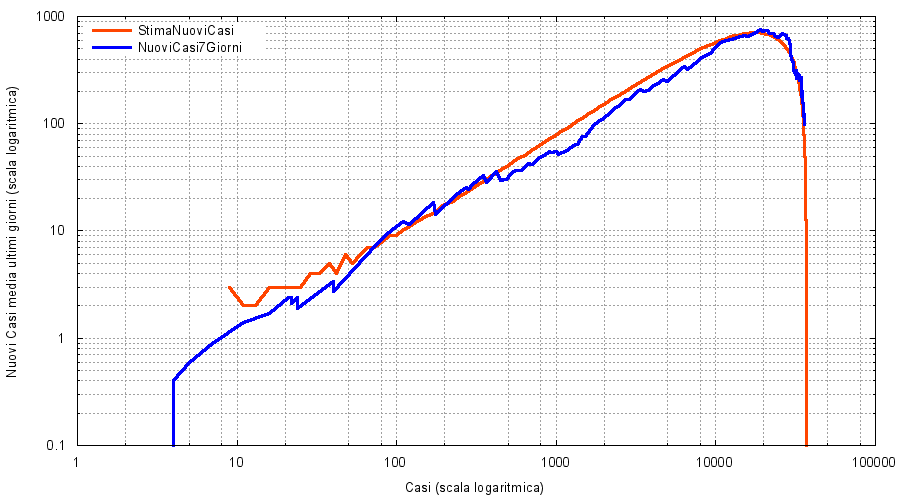 1000
StimaNuoviCasi
NuoviCasi7Giorni
100
10
1
0.1
Nuovi Casi media ultimi giorni (scala logaritmica)
1 10 100 1000 10000 100000
Casi (scala logaritmica)